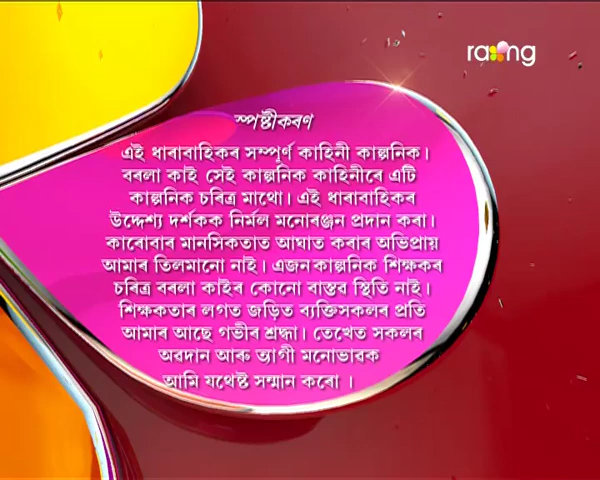 rang
স্পষ্টীকৰণ
এই ধাৰাবাহিকৰ সম্পূৰ্ণ কাহিনী কাল্পনিক।
বৰলা কাই সেই কাল্পনিক কাহিনীৰে এটি
কাল্পনিক চৰিত্ৰ মাথো। এই ধাৰাবাহিকৰ
উদ্দেশ্য দৰ্শকক নিৰ্মল মনোৰঞ্জন প্ৰদান কৰা।
কাৰোবাৰ মানসিকতাত আঘাত কৰাৰ অভিপ্ৰায়
আমাৰ তিলমানো নাই। এজন কাল্পনিক শিক্ষকৰ
চৰিত্ৰ বৰলা কাইৰ কোনো বাস্তৱ স্থিতি নাই।
শিক্ষকতাৰ লগত জড়িত ব্যক্তিসকলৰ প্ৰতি
আমাৰ আছে গভীৰ শ্ৰদ্ধা। তেখেত সকলৰ
অৱদান আৰু ত্যাগী মনোভাৱক
আমি যথেষ্ট সন্মান কৰো ।